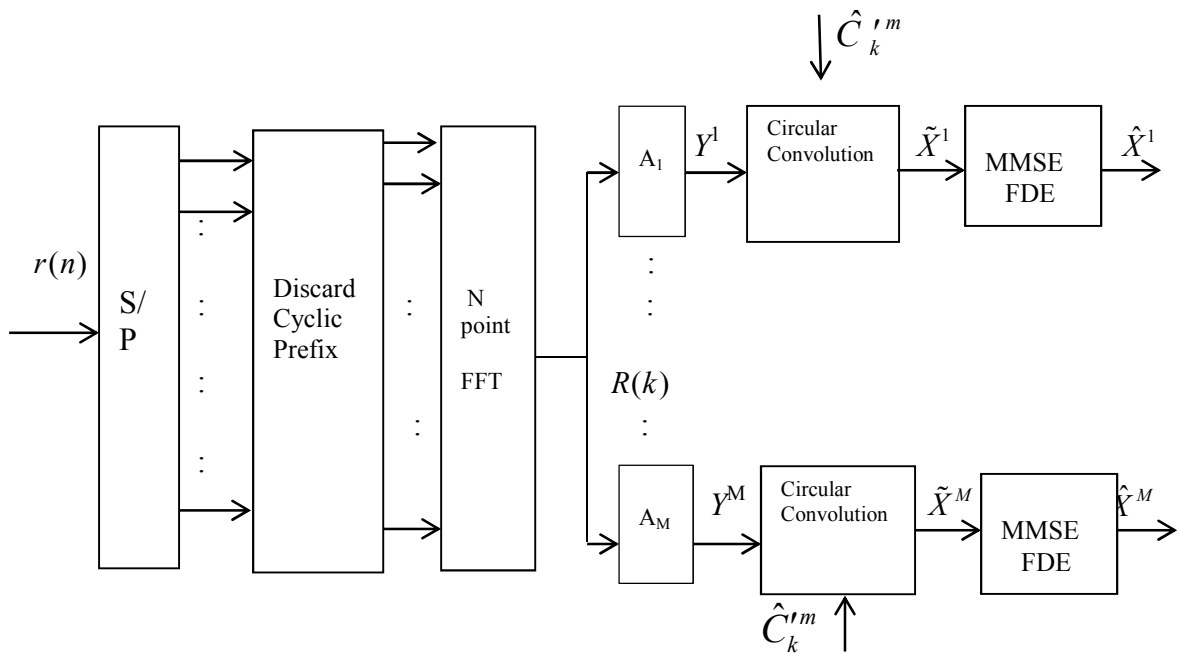 Ĉ′ₖᵐ
r(n)
S/
P
⋮
⋮
⋮
⋮
Discard
Cyclic
Prefix
⋮
⋮
N
point
FFT
R(k)
A₁
⋮
⋮
⋮
Y¹
Circular
Convolution
X̃¹
MMSE
FDE
X̂¹
A_M
Yᴹ
Circular
Convolution
X̃ᴹ
MMSE
FDE
X̂ᴹ
Ĉ′ₖᵐ